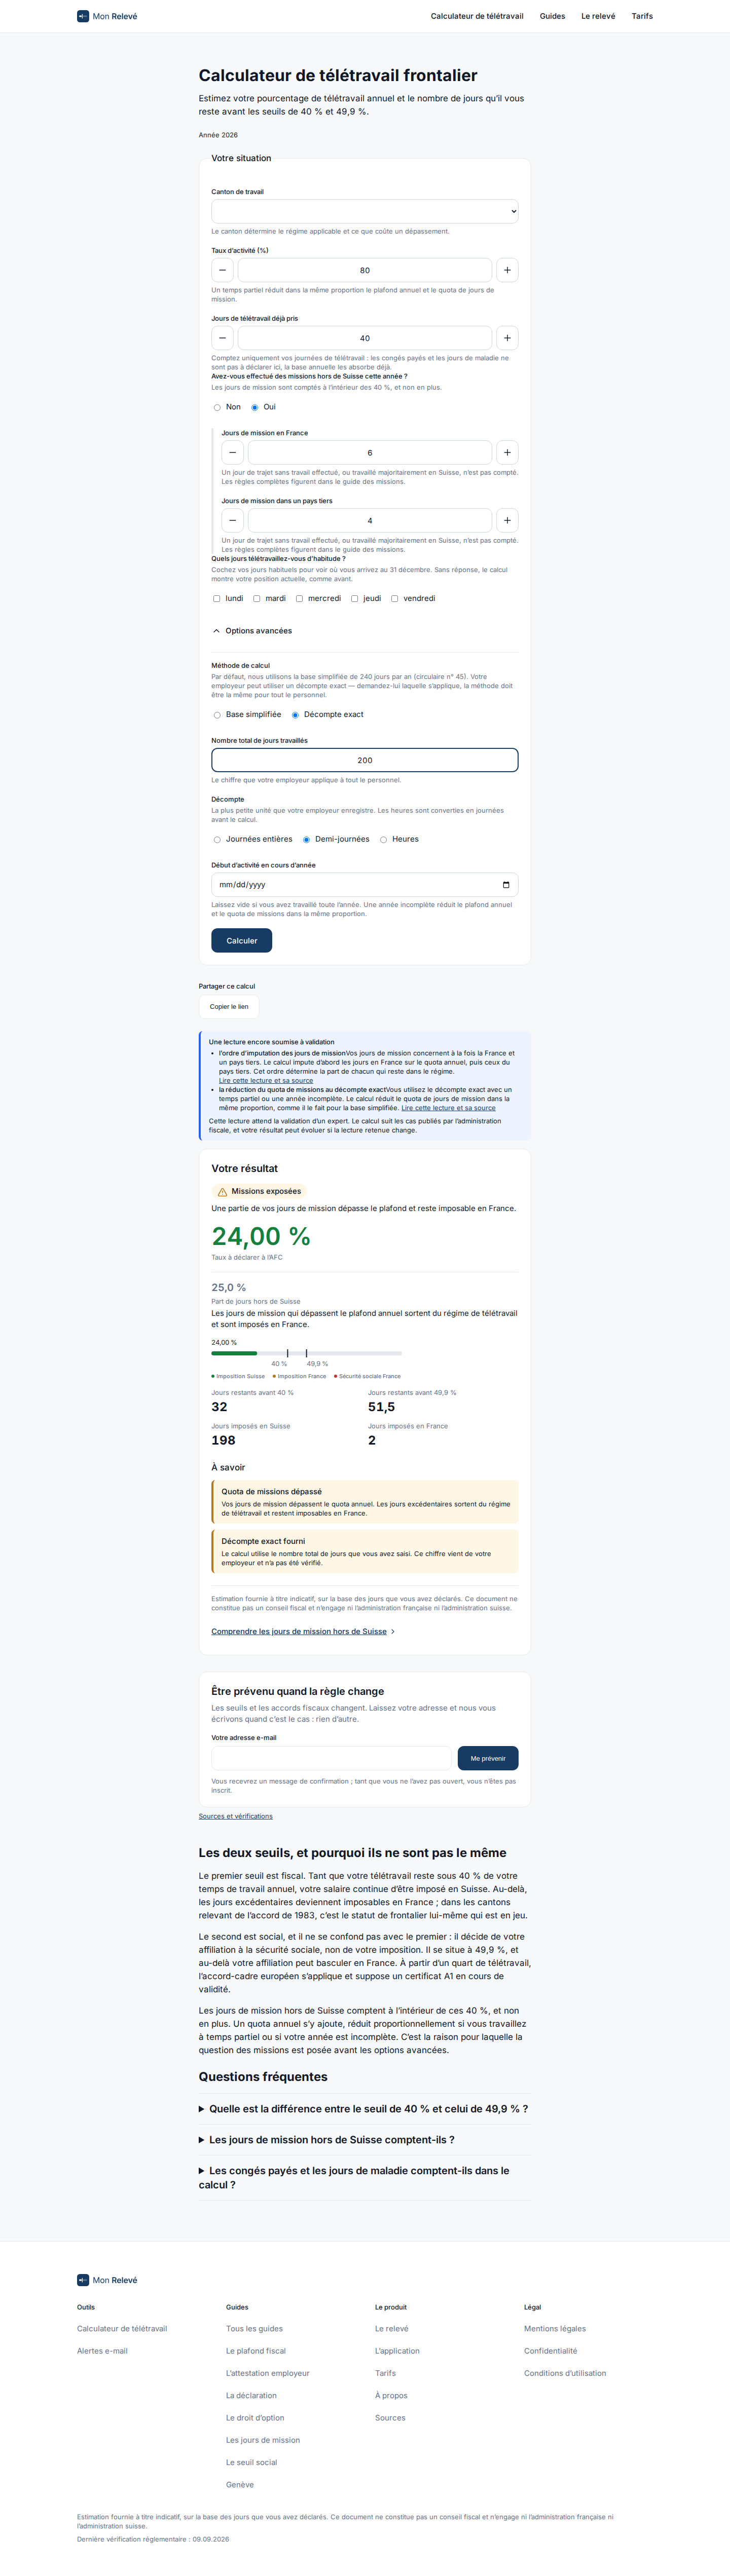 Mon Relevé
Calculateur de télétravail
Guides
Le relevé
Tarifs
Calculateur de télétravail frontalier
Estimez votre pourcentage de télétravail annuel et le nombre de jours qu’il vous
reste avant les seuils de 40 % et 49,9 %.
Année 2026
Votre situation
Canton de travail
Le canton détermine le régime applicable et ce que coûte un dépassement.
Taux d’activité (%)
80
Un temps partiel réduit dans la même proportion le plafond annuel et le quota de jours de
mission.
Jours de télétravail déjà pris
40
Comptez uniquement vos journées de télétravail : les congés payés et les jours de maladie ne
sont pas à déclarer ici, la base annuelle les absorbe déjà.
Avez-vous effectué des missions hors de Suisse cette année ?
Les jours de mission sont comptés à l’intérieur des 40 %, et non en plus.
Non
Oui
Jours de mission en France
6
Un jour de trajet sans travail effectué, ou travaillé majoritairement en Suisse, n’est pas compté.
Les règles complètes figurent dans le guide des missions.
Jours de mission dans un pays tiers
4
Un jour de trajet sans travail effectué, ou travaillé majoritairement en Suisse, n’est pas compté.
Les règles complètes figurent dans le guide des missions.
Quels jours télétravaillez-vous d’habitude ?
Cochez vos jours habituels pour voir où vous arrivez au 31 décembre. Sans réponse, le calcul
montre votre position actuelle, comme avant.
lundi
mardi
mercredi
jeudi
vendredi
Options avancées
Méthode de calcul
Par défaut, nous utilisons la base simplifiée de 240 jours par an (circulaire n° 45). Votre
employeur peut utiliser un décompte exact — demandez-lui laquelle s’applique, la méthode doit
être la même pour tout le personnel.
Base simplifiée
Décompte exact
Nombre total de jours travaillés
200
Le chiffre que votre employeur applique à tout le personnel.
Décompte
La plus petite unité que votre employeur enregistre. Les heures sont converties en journées
avant le calcul.
Journées entières
Demi-journées
Heures
Début d’activité en cours d’année
mm/dd/yyyy
Laissez vide si vous avez travaillé toute l’année. Une année incomplète réduit le plafond annuel
et le quota de missions dans la même proportion.
Calculer
Partager ce calcul
Copier le lien
Une lecture encore soumise à validation
l’ordre d’imputation des jours de missionVos jours de mission concernent à la fois la France et
un pays tiers. Le calcul impute d’abord les jours en France sur le quota annuel, puis ceux du
pays tiers. Cet ordre détermine la part de chacun qui reste dans le régime.
Lire cette lecture et sa source
la réduction du quota de missions au décompte exactVous utilisez le décompte exact avec un
temps partiel ou une année incomplète. Le calcul réduit le quota de jours de mission dans la
même proportion, comme il le fait pour la base simplifiée. Lire cette lecture et sa source
Cette lecture attend la validation d’un expert. Le calcul suit les cas publiés par l’administration
fiscale, et votre résultat peut évoluer si la lecture retenue change.
Votre résultat
Missions exposées
Une partie de vos jours de mission dépasse le plafond et reste imposable en France.
24,00 %
Taux à déclarer à l’AFC
25,0 %
Part de jours hors de Suisse
Les jours de mission qui dépassent le plafond annuel sortent du régime de télétravail
et sont imposés en France.
24,00 %
40 %
49,9 %
Imposition Suisse
Imposition France
Sécurité sociale France
Jours restants avant 40 %
Jours restants avant 49,9 %
32
51,5
Jours imposés en Suisse
Jours imposés en France
198
2
À savoir
Quota de missions dépassé
Vos jours de mission dépassent le quota annuel. Les jours excédentaires sortent du régime
de télétravail et restent imposables en France.
Décompte exact fourni
Le calcul utilise le nombre total de jours que vous avez saisi. Ce chiffre vient de votre
employeur et n’a pas été vérifié.
Estimation fournie à titre indicatif, sur la base des jours que vous avez déclarés. Ce document ne
constitue pas un conseil fiscal et n’engage ni l’administration française ni l’administration suisse.
Comprendre les jours de mission hors de Suisse
Être prévenu quand la règle change
Les seuils et les accords fiscaux changent. Laissez votre adresse et nous vous
écrivons quand c’est le cas : rien d’autre.
Votre adresse e-mail
Me prévenir
Vous recevrez un message de confirmation ; tant que vous ne l’avez pas ouvert, vous n’êtes pas
inscrit.
Sources et vérifications
Les deux seuils, et pourquoi ils ne sont pas le même
Le premier seuil est fiscal. Tant que votre télétravail reste sous 40 % de votre
temps de travail annuel, votre salaire continue d’être imposé en Suisse. Au-delà,
les jours excédentaires deviennent imposables en France ; dans les cantons
relevant de l’accord de 1983, c’est le statut de frontalier lui-même qui est en jeu.
Le second est social, et il ne se confond pas avec le premier : il décide de votre
affiliation à la sécurité sociale, non de votre imposition. Il se situe à 49,9 %, et
au-delà votre affiliation peut basculer en France. À partir d’un quart de télétravail,
l’accord-cadre européen s’applique et suppose un certificat A1 en cours de
validité.
Les jours de mission hors de Suisse comptent à l’intérieur de ces 40 %, et non
en plus. Un quota annuel s’y ajoute, réduit proportionnellement si vous travaillez
à temps partiel ou si votre année est incomplète. C’est la raison pour laquelle la
question des missions est posée avant les options avancées.
Questions fréquentes
Quelle est la différence entre le seuil de 40 % et celui de 49,9 % ?
Les jours de mission hors de Suisse comptent-ils ?
Les congés payés et les jours de maladie comptent-ils dans le
calcul ?
Mon Relevé
Outils
Calculateur de télétravail
Alertes e-mail
Guides
Tous les guides
Le plafond fiscal
L’attestation employeur
La déclaration
Le droit d’option
Les jours de mission
Le seuil social
Genève
Le produit
Le relevé
L’application
Tarifs
À propos
Sources
Légal
Mentions légales
Confidentialité
Conditions d’utilisation
Estimation fournie à titre indicatif, sur la base des jours que vous avez déclarés. Ce document ne constitue pas un conseil fiscal et n’engage ni l’administration française ni
l’administration suisse.
Dernière vérification réglementaire : 09.09.2026